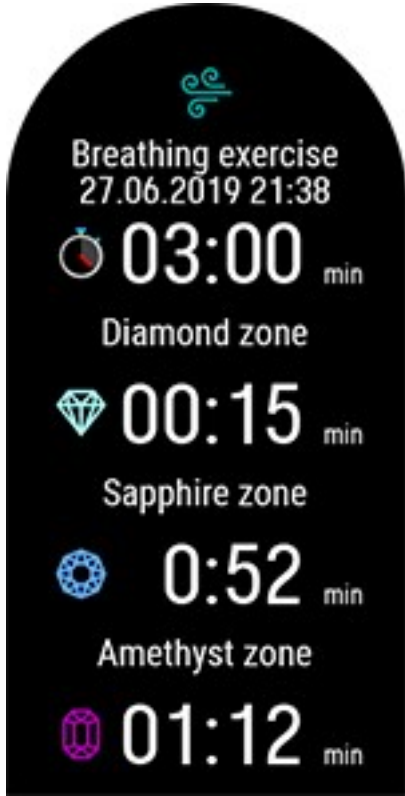 Breathing exercise
27.06.2019 21:38
03:00 min
Diamond zone
00:15 min
Sapphire zone
0:52 min
Amethyst zone
01:12 min